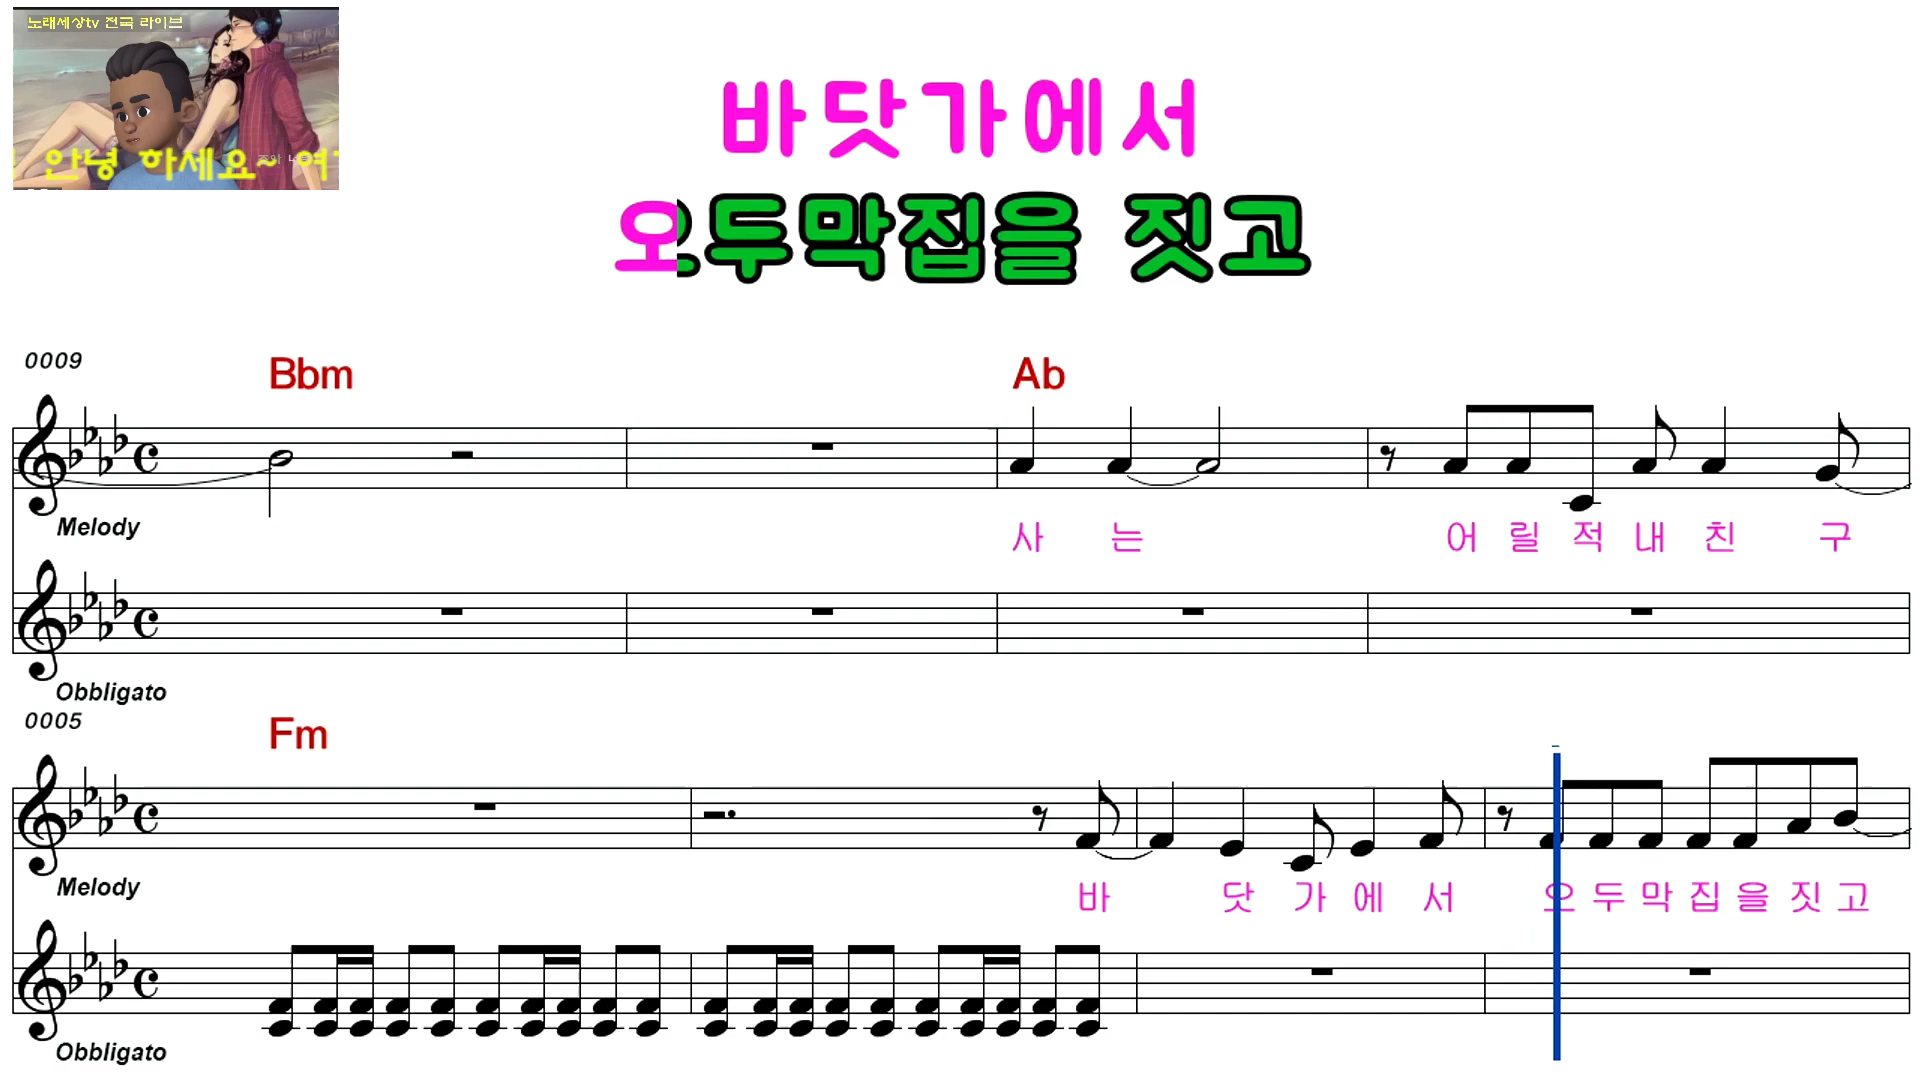 노래세상tv 전국 라이브
안녕 하세요~ 여
바닷가에서
오두막집을 짓고
0009
Bbm Ab
Melody
사 는 어 릴 적 내 친 구
Obbligato
0005
Fm
Melody
바 닷 가 에 서 오 두 막 집 을 짓 고
Obbligato